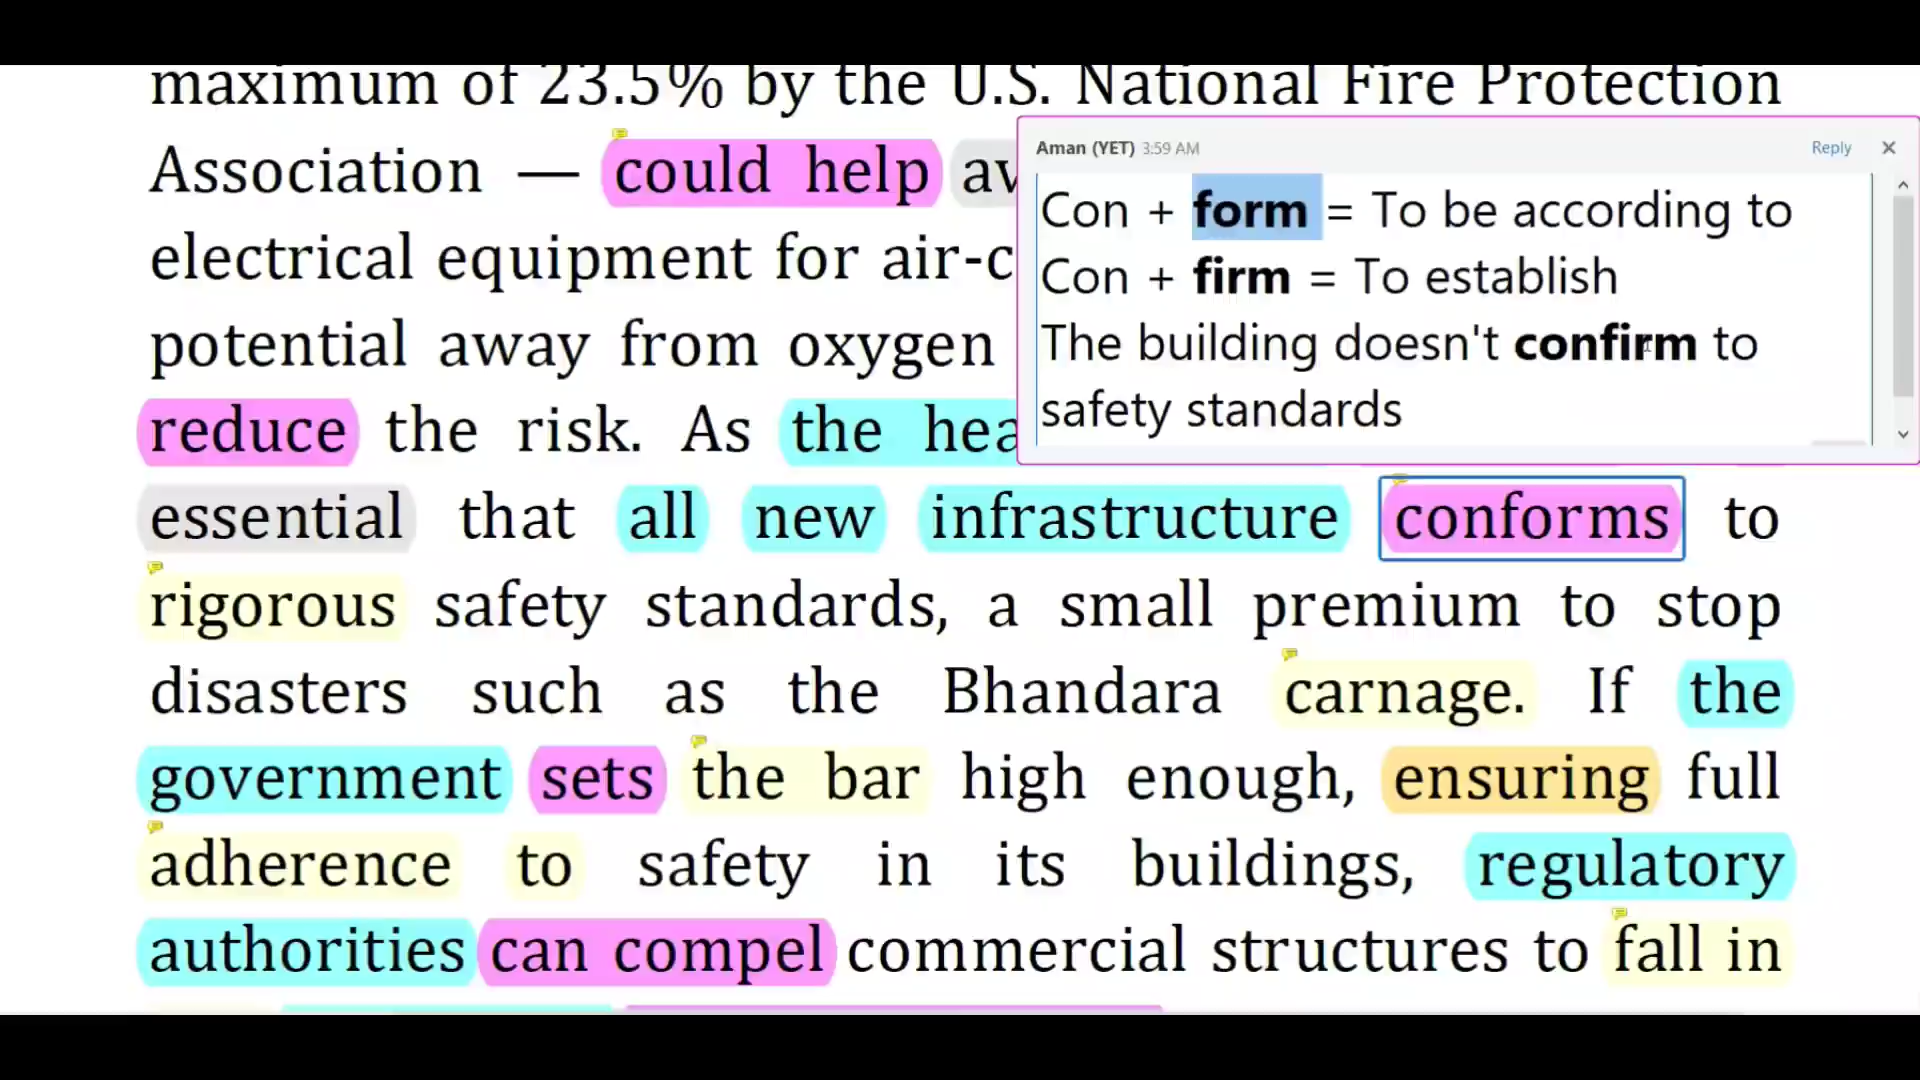 maximum of 23.5% by the U.S. National Fire Protection
Association — could help
electrical equipment for air-c
potential away from oxygen
reduce the risk. As the hea
essential that all new infrastructure conforms to
rigorous safety standards, a small premium to stop
disasters such as the Bhandara carnage. If the
government sets the bar high enough, ensuring full
adherence to safety in its buildings, regulatory
authorities can compel commercial structures to fall in
Aman (YET) 3:59 AM Reply
Con + form = To be according to
Con + firm = To establish
The building doesn't confirm to
safety standards